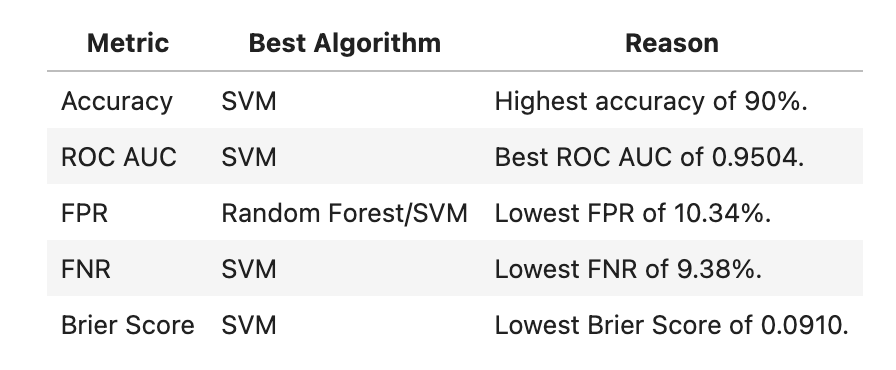 Metric Best Algorithm Reason
Accuracy SVM Highest accuracy of 90%.
ROC AUC SVM Best ROC AUC of 0.9504.
FPR Random Forest/SVM Lowest FPR of 10.34%.
FNR SVM Lowest FNR of 9.38%.
Brier Score SVM Lowest Brier Score of 0.0910.